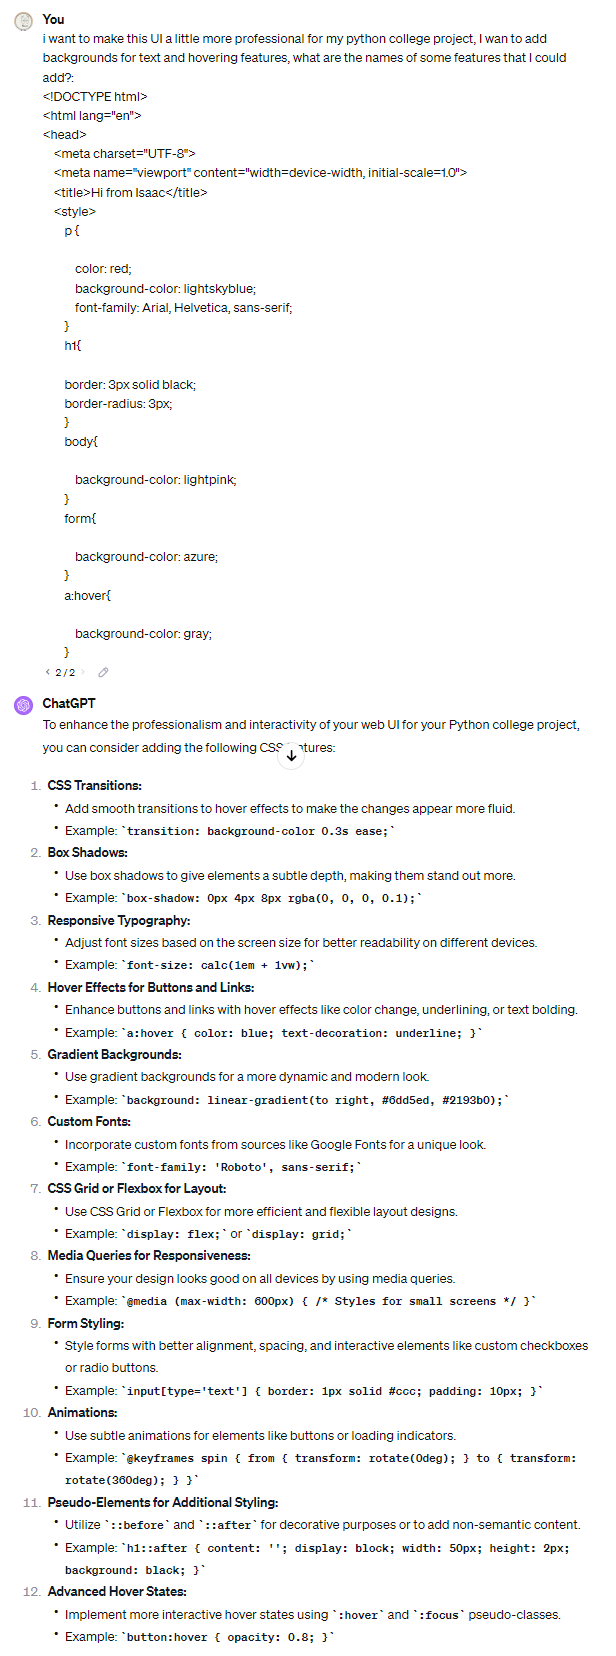 You
i want to make this UI a little more professional for my python college project, I wan to add
backgrounds for text and hovering features, what are the names of some features that I could
add?:
<!DOCTYPE html>
<html lang="en">
<head>
<meta charset="UTF-8">
<meta name="viewport" content="width=device-width, initial-scale=1.0">
<title>Hi from Isaac</title>
<style>
p {
color: red;
background-color: lightskyblue;
font-family: Arial, Helvetica, sans-serif;
}
h1{
border: 3px solid black;
border-radius: 3px;
}
body{
background-color: lightpink;
}
form{
background-color: azure;
}
a:hover{
background-color: gray;
}
< 2 / 2 >
ChatGPT
To enhance the professionalism and interactivity of your web UI for your Python college project,
you can consider adding the following CSS tures:
1. CSS Transitions:
• Add smooth transitions to hover effects to make the changes appear more fluid.
• Example: `transition: background-color 0.3s ease;`
2. Box Shadows:
• Use box shadows to give elements a subtle depth, making them stand out more.
• Example: `box-shadow: 0px 4px 8px rgba(0, 0, 0, 0.1);`
3. Responsive Typography:
• Adjust font sizes based on the screen size for better readability on different devices.
• Example: `font-size: calc(1em + 1vw);`
4. Hover Effects for Buttons and Links:
• Enhance buttons and links with hover effects like color change, underlining, or text bolding.
• Example: `a:hover { color: blue; text-decoration: underline; }`
5. Gradient Backgrounds:
• Use gradient backgrounds for a more dynamic and modern look.
• Example: `background: linear-gradient(to right, #6dd5ed, #2193b0);`
6. Custom Fonts:
• Incorporate custom fonts from sources like Google Fonts for a unique look.
• Example: `font-family: 'Roboto', sans-serif;`
7. CSS Grid or Flexbox for Layout:
• Use CSS Grid or Flexbox for more efficient and flexible layout designs.
• Example: `display: flex;` or `display: grid;`
8. Media Queries for Responsiveness:
• Ensure your design looks good on all devices by using media queries.
• Example: `@media (max-width: 600px) { /* Styles for small screens */ }`
9. Form Styling:
• Style forms with better alignment, spacing, and interactive elements like custom checkboxes
or radio buttons.
• Example: `input[type='text'] { border: 1px solid #ccc; padding: 10px; }`
10. Animations:
• Use subtle animations for elements like buttons or loading indicators.
• Example: `@keyframes spin { from { transform: rotate(0deg); } to { transform:
rotate(360deg); } }`
11. Pseudo-Elements for Additional Styling:
• Utilize `::before` and `::after` for decorative purposes or to add non-semantic content.
• Example: `h1::after { content: ''; display: block; width: 50px; height: 2px;
background: black; }`
12. Advanced Hover States:
• Implement more interactive hover states using `:hover` and `:focus` pseudo-classes.
• Example: `button:hover { opacity: 0.8; }`